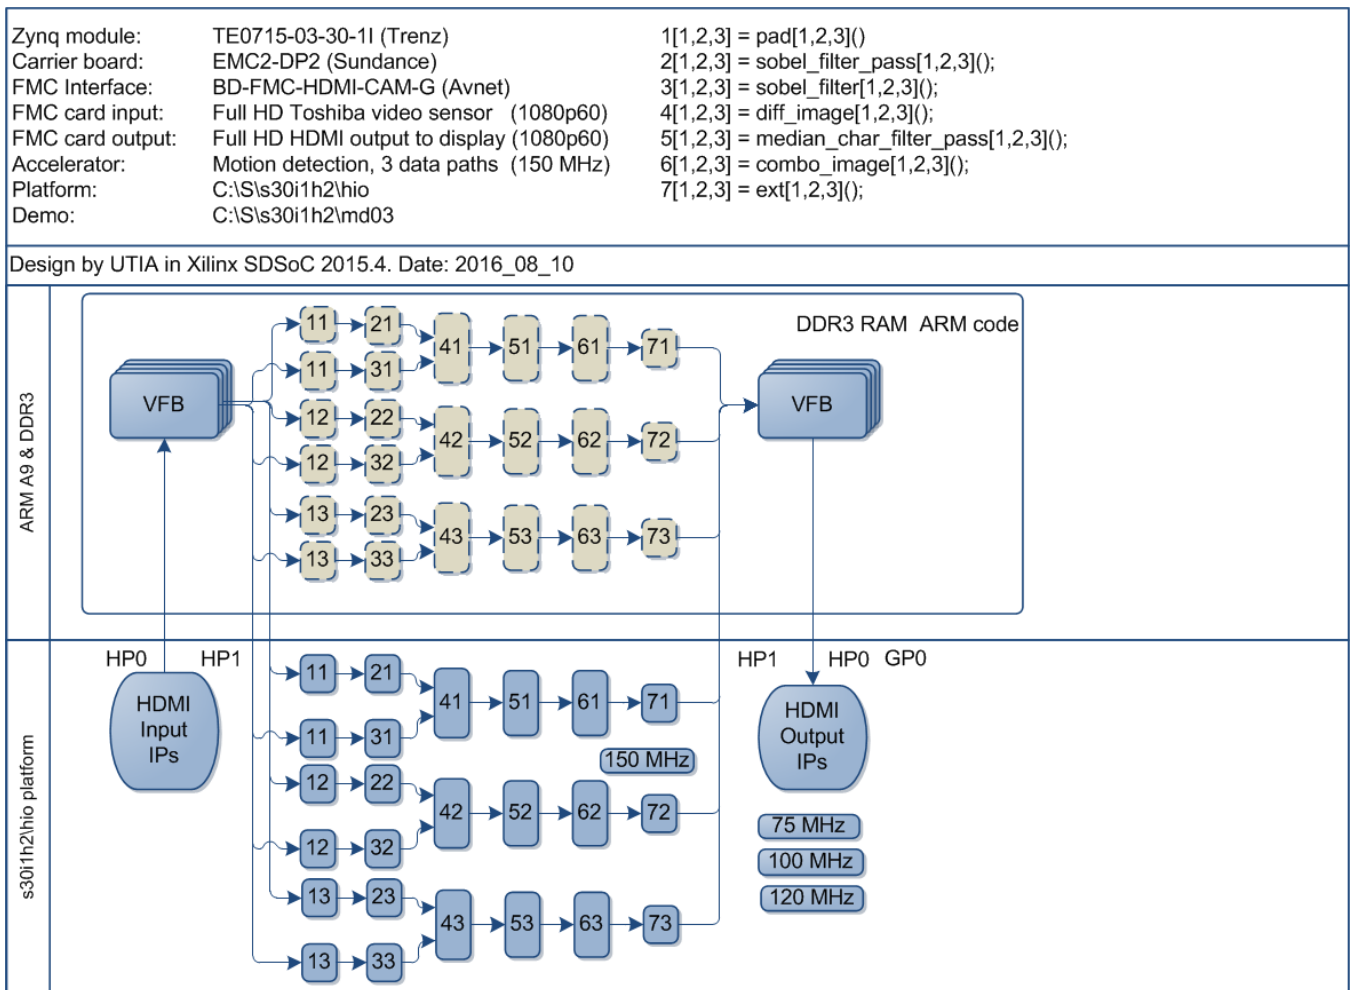 Zynq module: TE0715-03-30-1I (Trenz)
Carrier board: EMC2-DP2 (Sundance)
FMC Interface: BD-FMC-HDMI-CAM-G (Avnet)
FMC card input: Full HD Toshiba video sensor (1080p60)
FMC card output: Full HD HDMI output to display (1080p60)
Accelerator: Motion detection, 3 data paths (150 MHz)
Platform: C:\S\s30i1h2\hio
Demo: C:\S\s30i1h2\md03
1[1,2,3] = pad[1,2,3]()
2[1,2,3] = sobel_filter_pass[1,2,3]();
3[1,2,3] = sobel_filter[1,2,3]();
4[1,2,3] = diff_image[1,2,3]();
5[1,2,3] = median_char_filter_pass[1,2,3]();
6[1,2,3] = combo_image[1,2,3]();
7[1,2,3] = ext[1,2,3]();
Design by UTIA in Xilinx SDSoC 2015.4. Date: 2016_08_10
ARM A9 & DDR3
DDR3 RAM ARM code
VFB
11 21
41 51 61 71
11 31
12 22
42 52 62 72
12 32
13 23
43 53 63 73
13 33
VFB
s30i1h2\hio platform
HP0 HP1
HDMI
Input
IPs
11 21
41 51 61 71
11 31
150 MHz
12 22
42 52 62 72
12 32
13 23
43 53 63 73
13 33
HP1 HP0 GP0
HDMI
Output
IPs
75 MHz
100 MHz
120 MHz